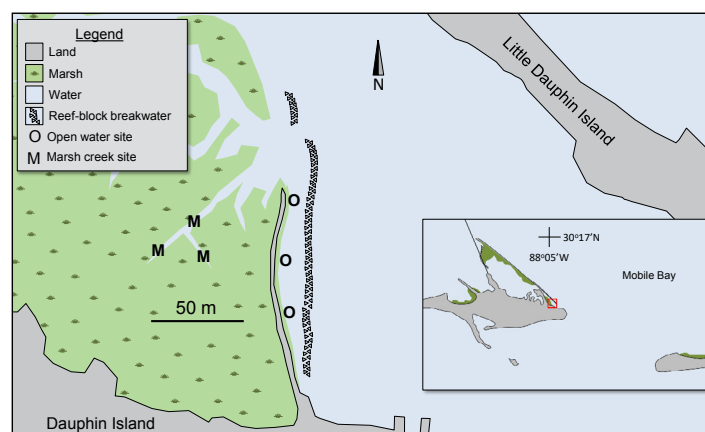 Legend
Land
Marsh
Water
Reef-block breakwater
O Open water site
M Marsh creek site
N
Little Dauphin Island
O
M
M
M
O
O
50 m
30°17'N
88°05'W
Mobile Bay
Dauphin Island